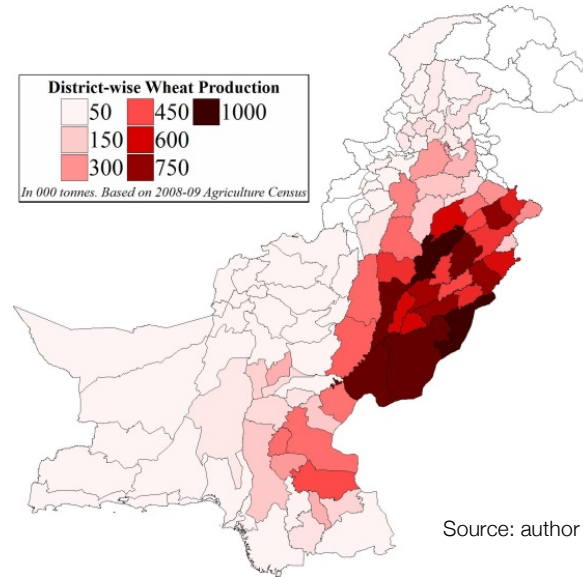 District-wise Wheat Production
50 450 1000
150 600
300 750
In 000 tonnes. Based on 2008-09 Agriculture Census
Source: author